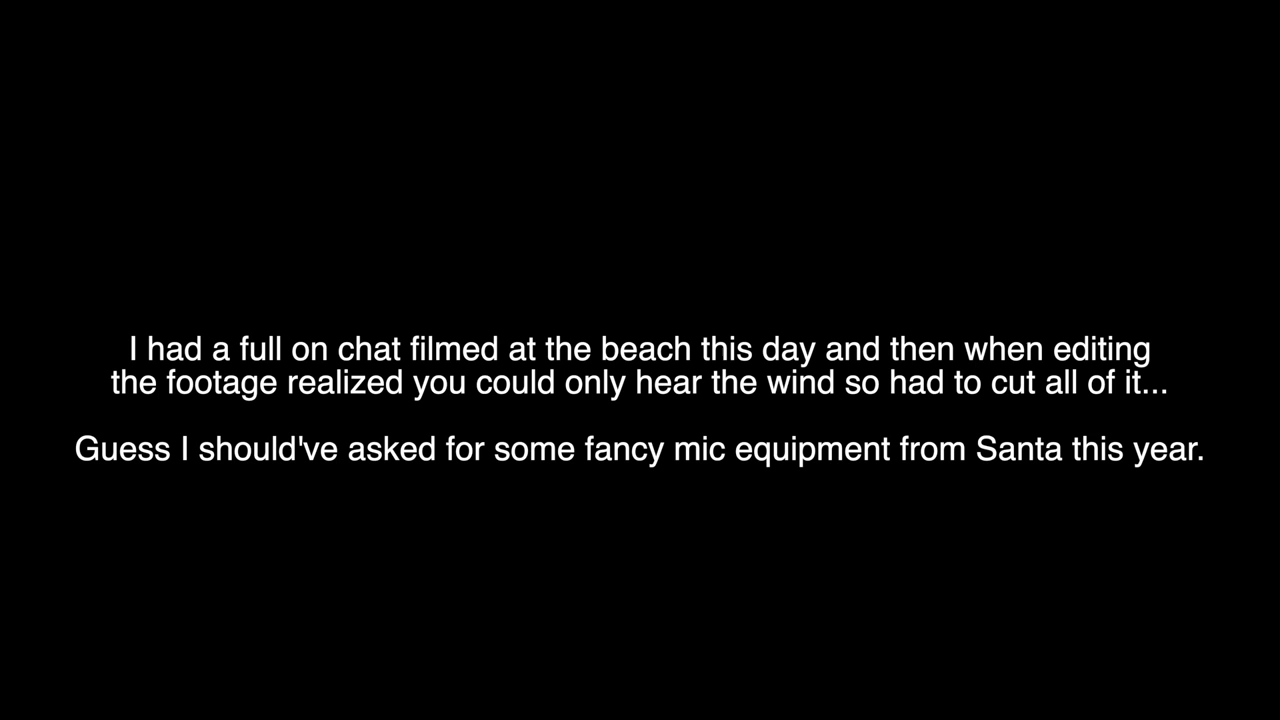 I had a full on chat filmed at the beach this day and then when editing
the footage realized you could only hear the wind so had to cut all of it...
Guess I should've asked for some fancy mic equipment from Santa this year.